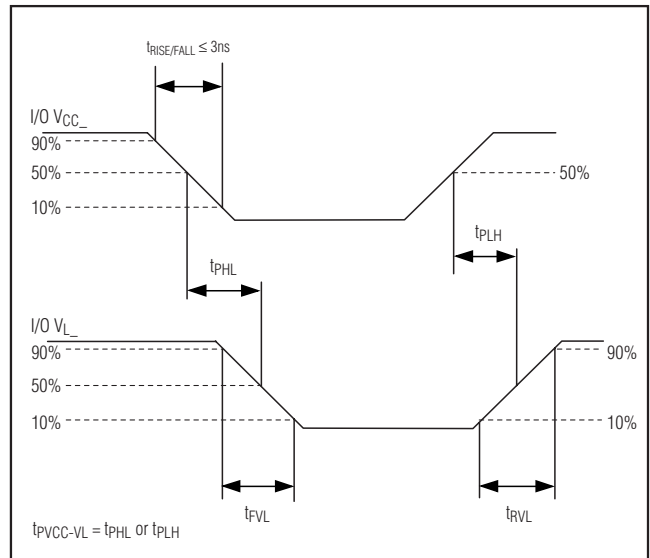 tRISE/FALL ≤ 3ns
I/O VCC_
90%
50%
50%
10%
tPLH
tPHL
I/O VL_
90%
90%
50%
10%
10%
tFVL
tRVL
tPVCC-VL = tPHL or tPLH